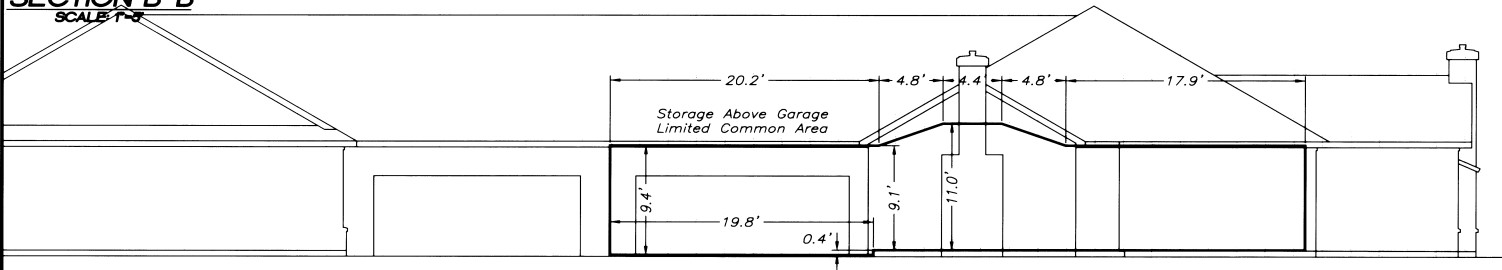 SECTION B-B
SCALE: 1"=5'
20.2'
4.8'
4.4'
4.8'
17.9'
Storage Above Garage
Limited Common Area
9.4'
9.1'
11.0'
19.8'
0.4'